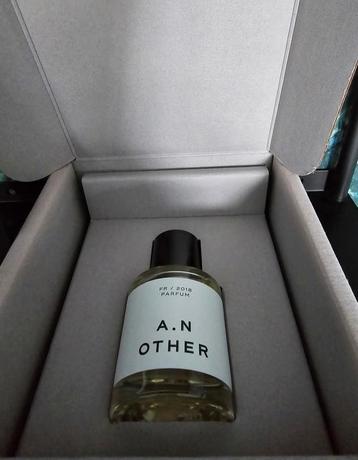 FR / 2018
PARFUM
A.N
OTHER